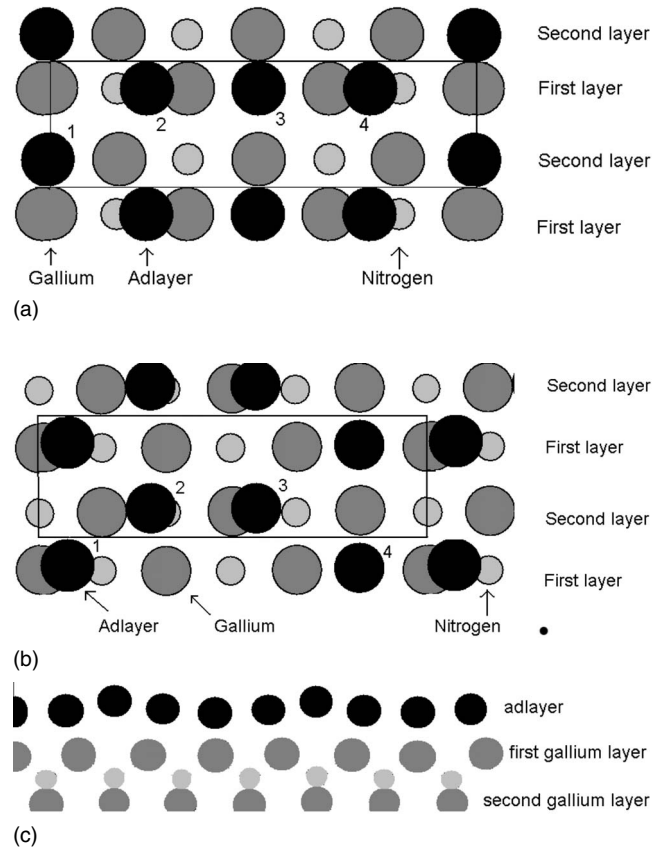 Second layer
First layer
1
2
3
4
Second layer
First layer
Gallium
Adlayer
Nitrogen
(a)
Second layer
First layer
2
3
Second layer
1
4
First layer
Adlayer
Gallium
Nitrogen
(b)
adlayer
first gallium layer
second gallium layer
(c)